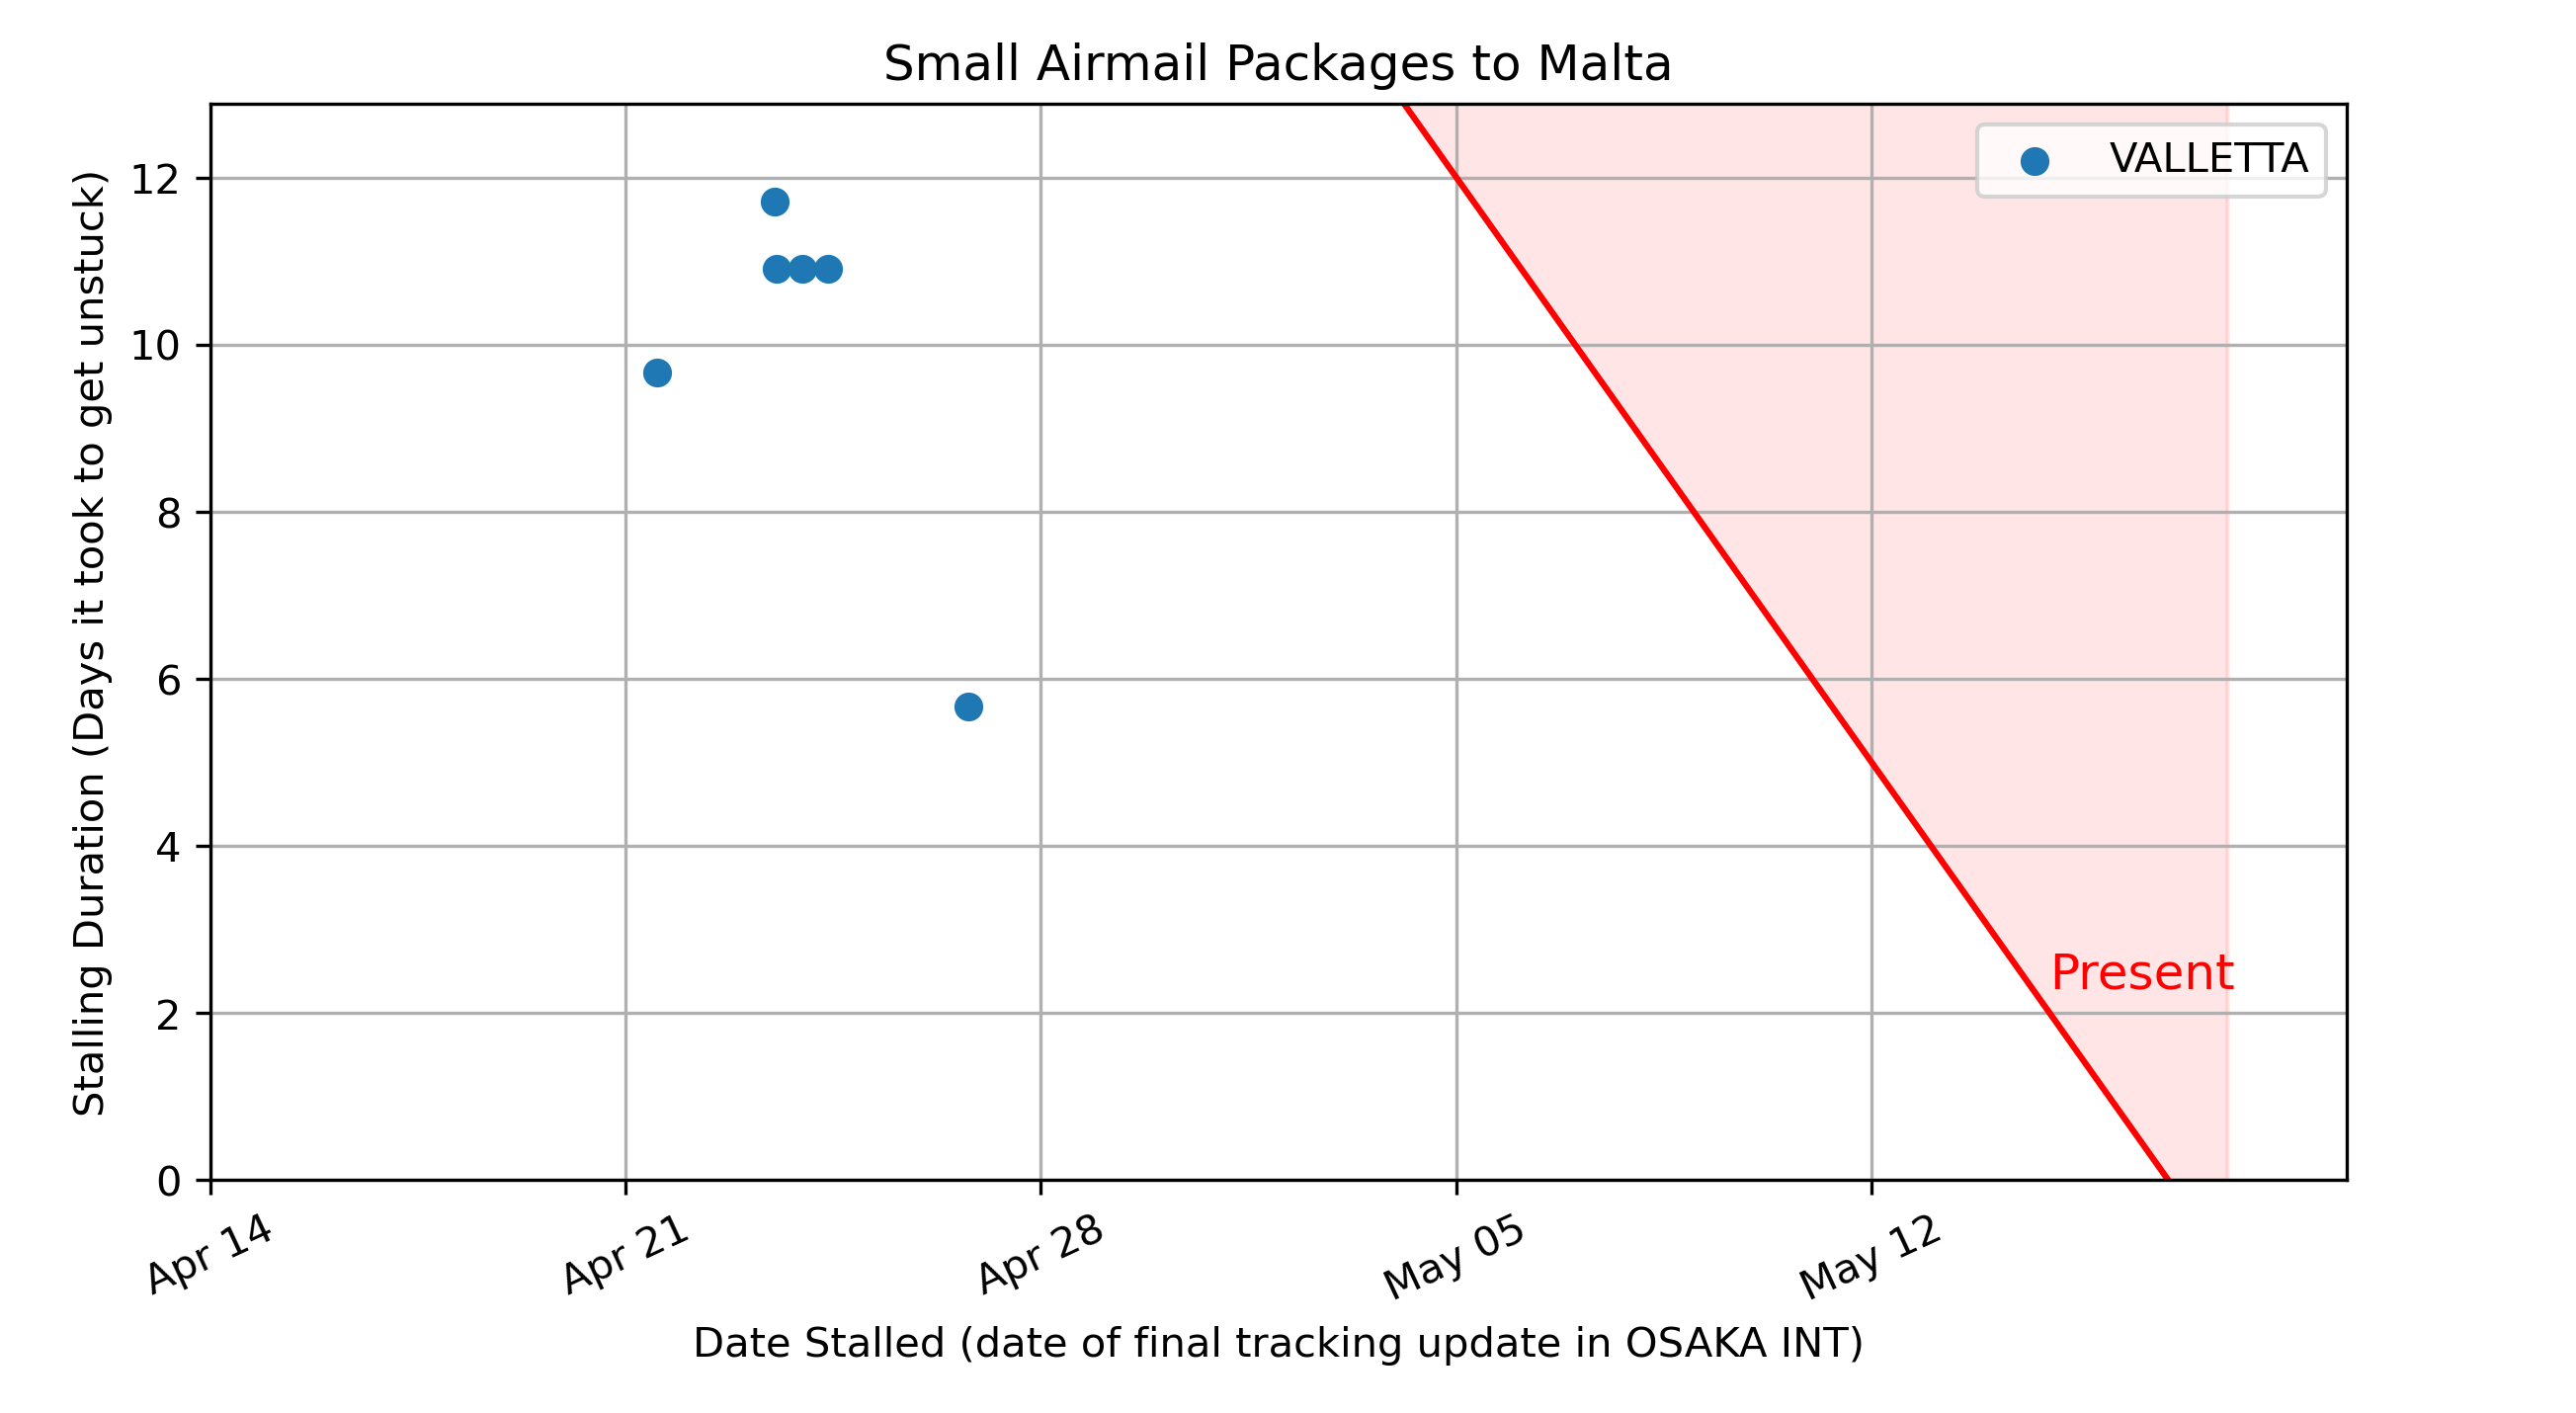 Small Airmail Packages to Malta
VALLETTA
Stalling Duration (Days it took to get unstuck)
12
10
8
6
4
2
0
Present
Apr 14
Apr 21
Apr 28
May 05
May 12
Date Stalled (date of final tracking update in OSAKA INT)